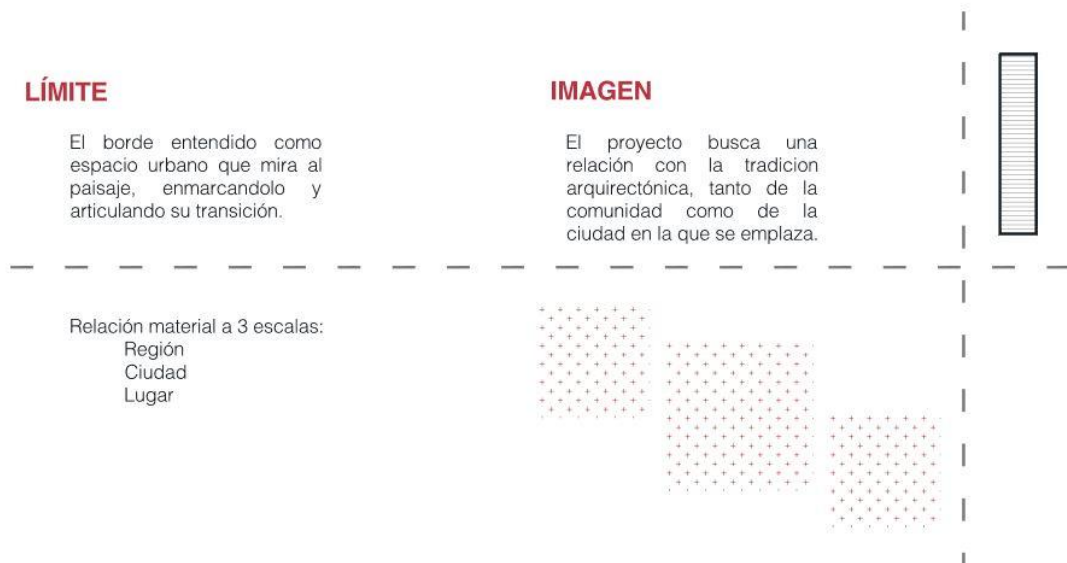 LÍMITE
El borde entendido como
espacio urbano que mira al
paisaje, enmarcandolo y
articulando su transición.
IMAGEN
El proyecto busca una
relación con la tradicion
arquirectónica, tanto de la
comunidad como de la
ciudad en la que se emplaza.
Relación material a 3 escalas:
Región
Ciudad
Lugar